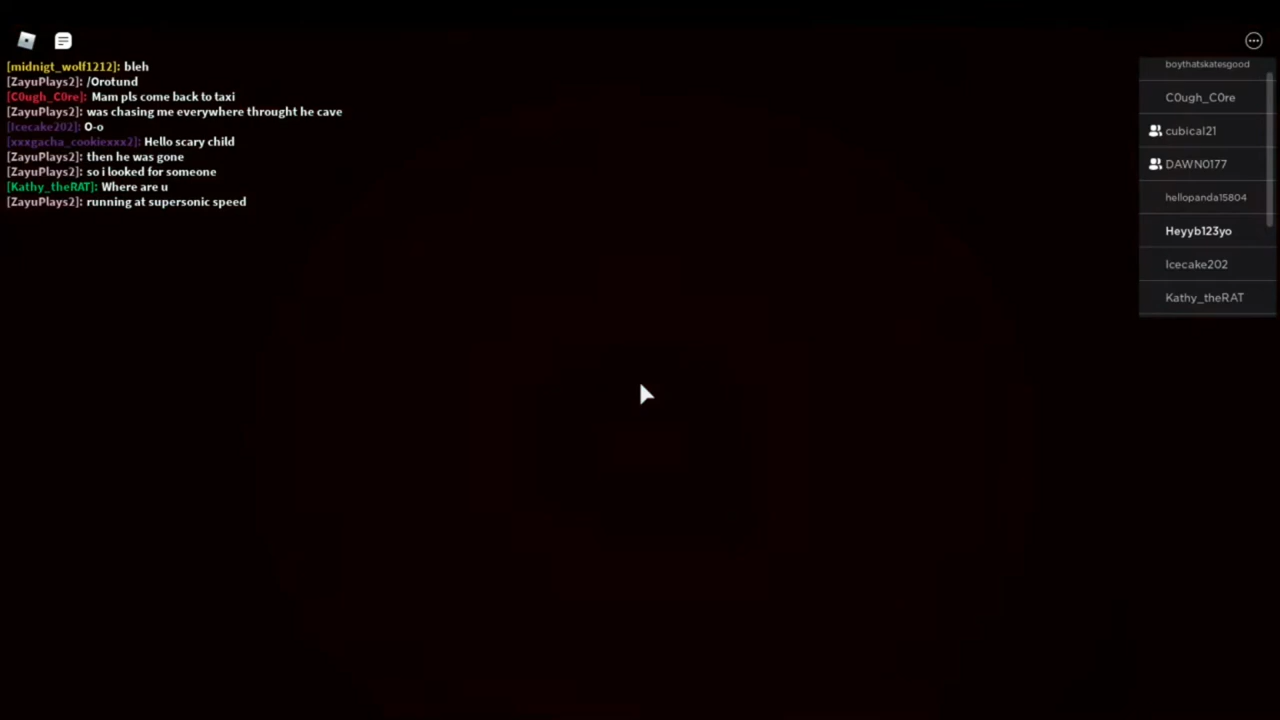 [midnigt_wolf1212]: bleh
[ZayuPlays2]: /Orotund
[C0ugh_C0re]: Mam pls come back to taxi
[ZayuPlays2]: was chasing me everywhere throught he cave
[Icecake202]: O-o
[xxxgacha_cookiexxx2]: Hello scary child
[ZayuPlays2]: then he was gone
[ZayuPlays2]: so i looked for someone
[Kathy_theRAT]: Where are u
[ZayuPlays2]: running at supersonic speed
boythatskatesgood
C0ugh_C0re
cubical21
DAWN0177
hellopanda15804
Heyyb123yo
Icecake202
Kathy_theRAT